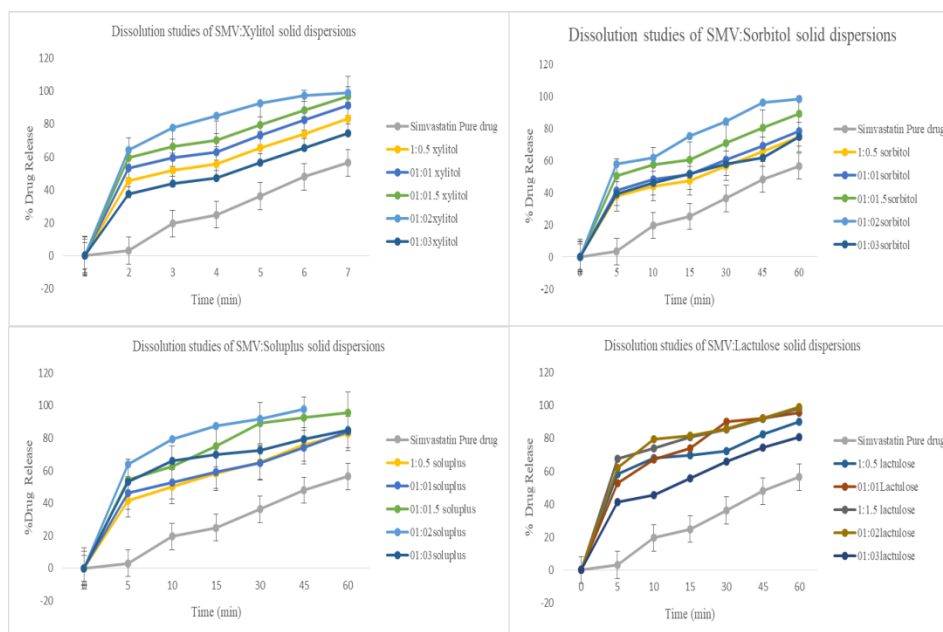 Dissolution studies of SMV:Xylitol solid dispersions
120
100
80
60
40
20
0
-20
% Drug Release
2
3
4
5
6
7
Time (min)
Simvastatin Pure drug
1:0.5 xylitol
01:01 xylitol
01:01.5 xylitol
01:02xylitol
01:03xylitol
Dissolution studies of SMV:Sorbitol solid dispersions
120
100
80
60
40
20
0
-20
% Drug Release
0
5
10
15
30
45
60
Time (min)
Simvastatin Pure drug
1:0.5 sorbitol
01:01sorbitol
01:01.5sorbitol
01:02sorbitol
01:03sorbitol
Dissolution studies of SMV:Soluplus solid dispersions
120
100
80
60
40
20
0
-20
%Drug Release
5
10
15
30
45
60
Time (min)
Simvastatin Pure drug
1:0.5 soluplus
01:01soluplus
01:01.5 soluplus
01:02soluplus
01:03soluplus
Dissolution studies of SMV:Lactulose solid dispersions
120
100
80
60
40
20
0
-20
% Drug Release
0
5
10
15
30
45
60
Time (min)
Simvastatin Pure drug
1:0.5 lactulose
01:01Lactulose
1:1.5 lactulose
01:02lactulose
01:03lactulose